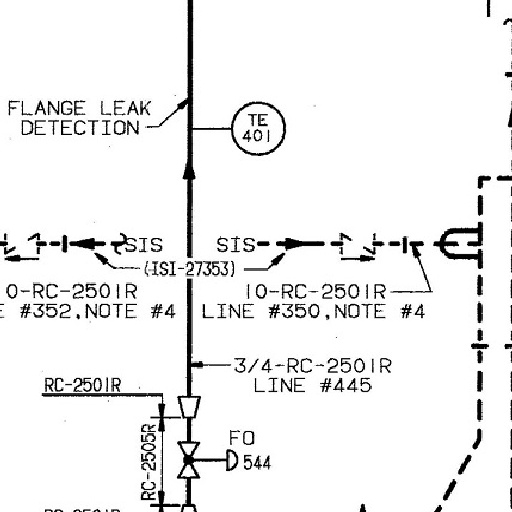 FLANGE LEAK
DETECTION
TE
401
SIS
SIS
(-ISI-27353)
0-RC-2501R
E #352,NOTE #4
10-RC-2501R
LINE #350,NOTE #4
3/4-RC-2501R
LINE #445
RC-2501R
RC-2505R
FO
544